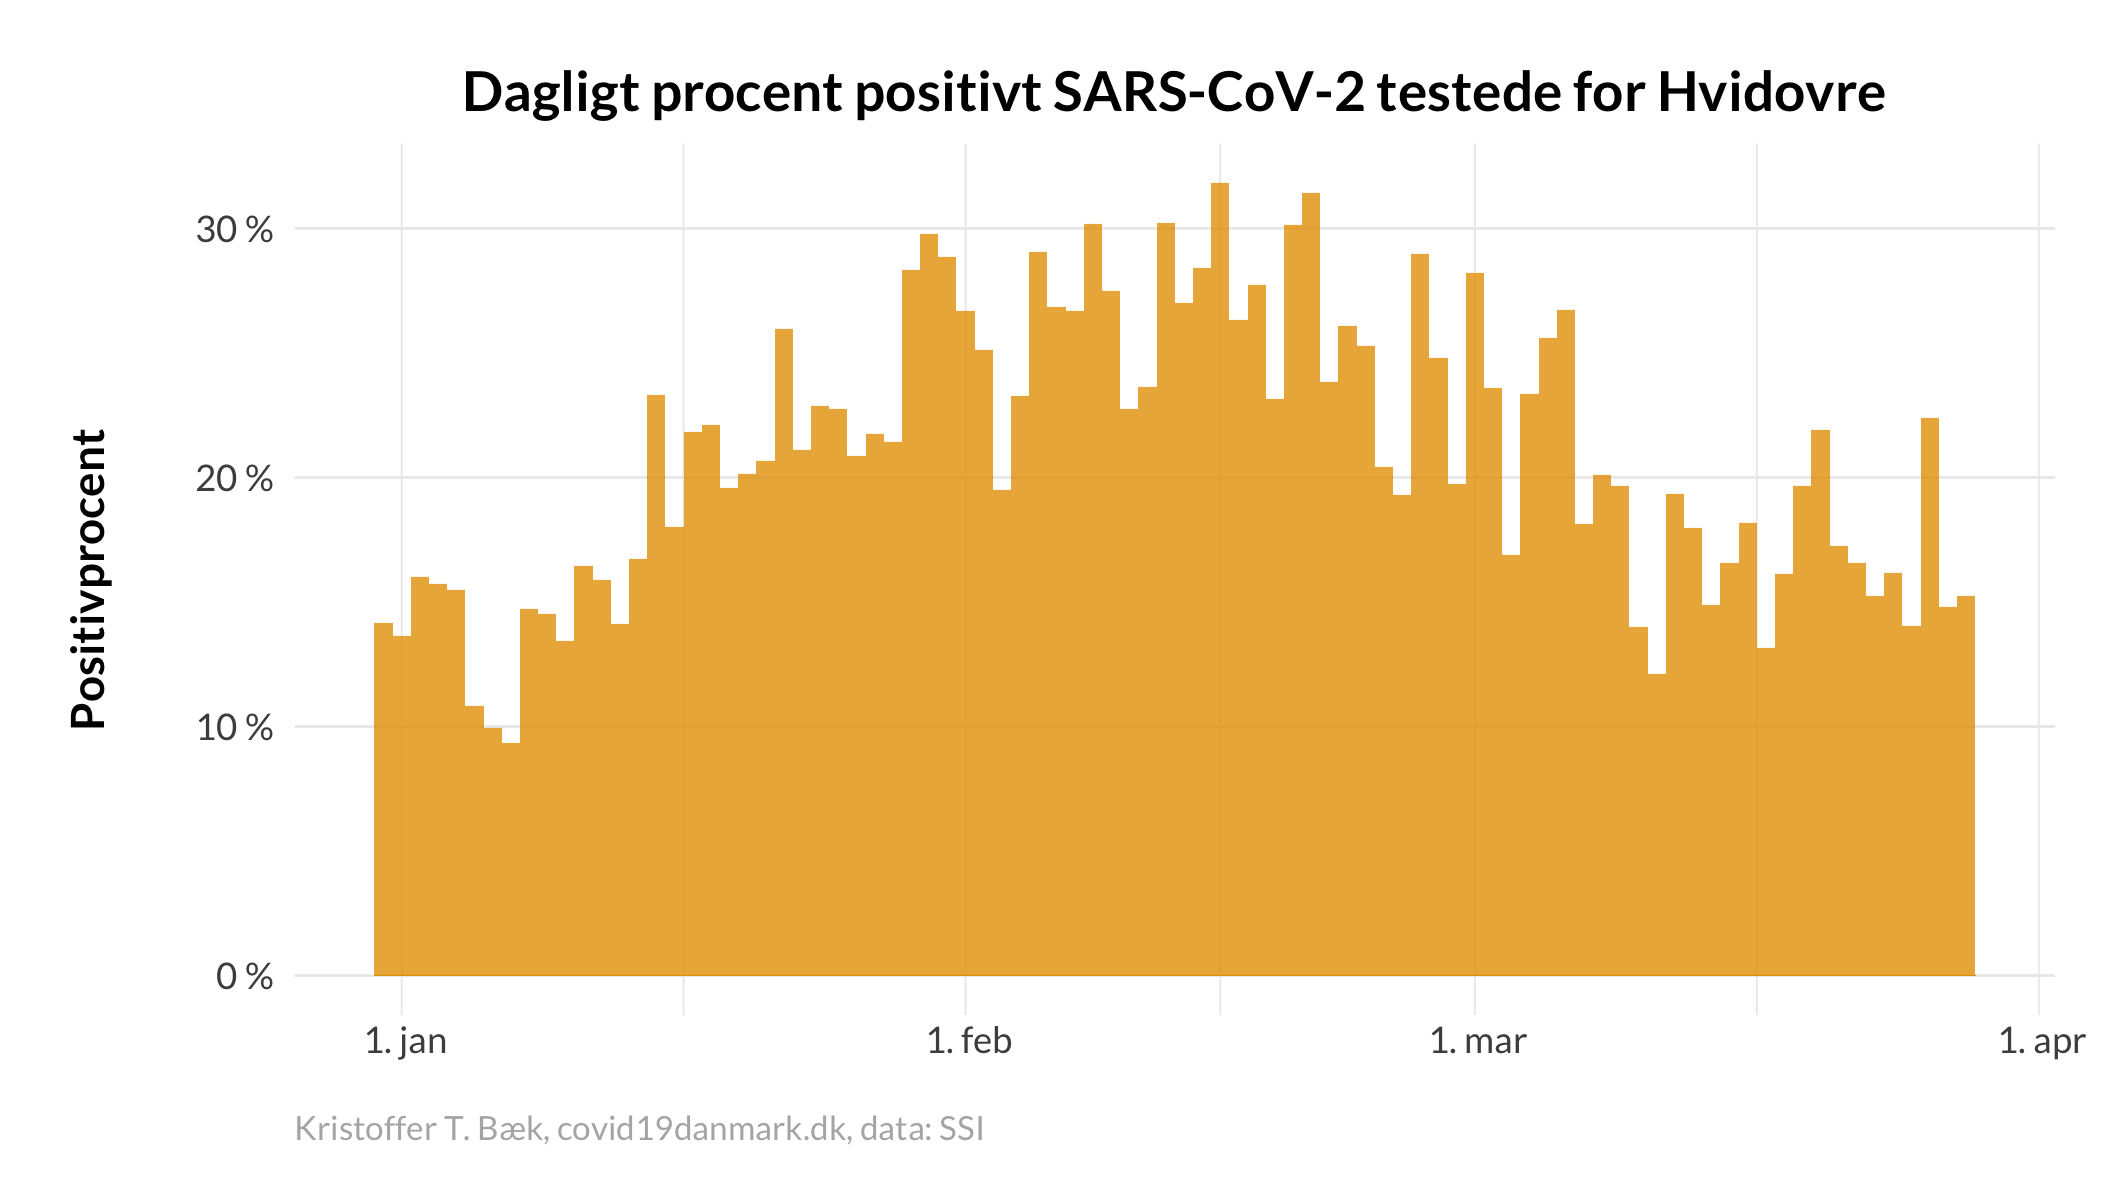 Dagligt procent positivt SARS-CoV-2 testede for Hvidovre
Positivprocent
30 %
20 %
10 %
0 %
1. jan
1. feb
1. mar
1. apr
Kristoffer T. Bæk, covid19danmark.dk, data: SSI